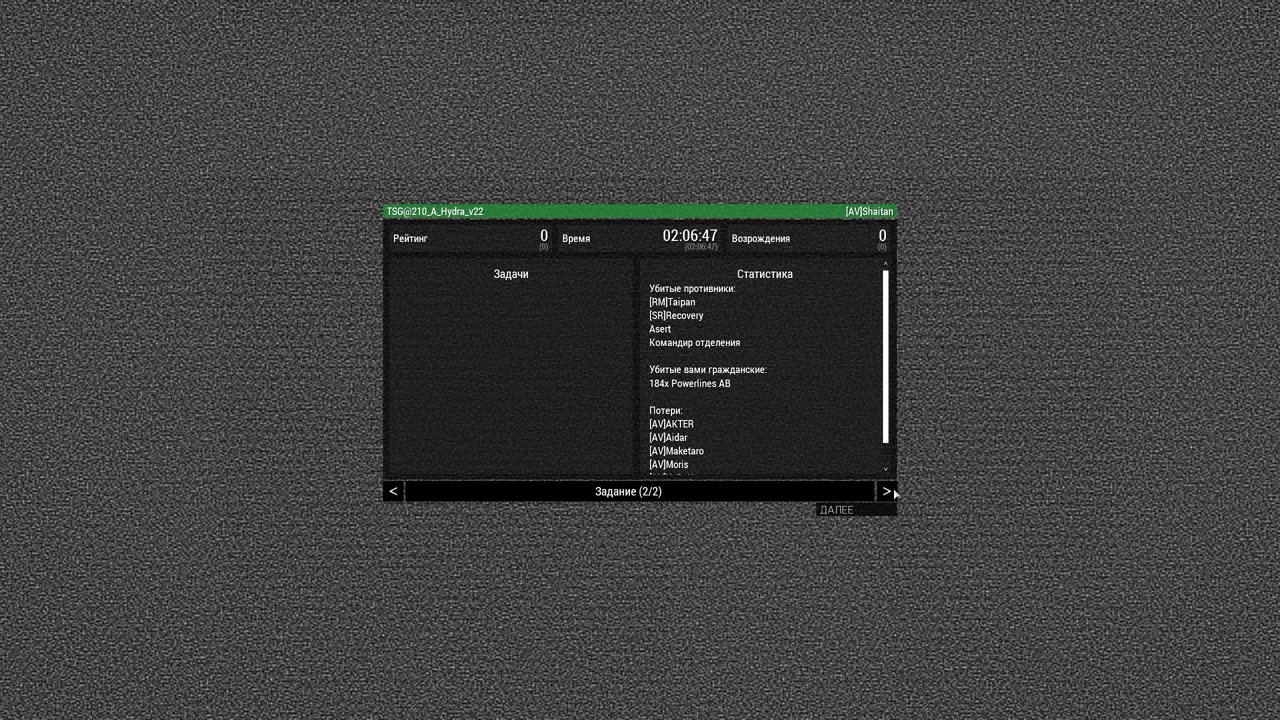 TSG@210_A_Hydra_v22 [AV]Shaitan
Рейтинг 0 Время 02:06:47 Возрождения 0
(0) (02:06:47) (0)
Задачи Статистика
Убитые противники:
[RM]Taipan
[SR]Recovery
Asert
Командир отделения
Убитые вами гражданские:
184x Powerlines AB
Потери:
[AV]AKTER
[AV]Aidar
[AV]Maketaro
[AV]Moris
< Задание (2/2) >
ДАЛЕЕ